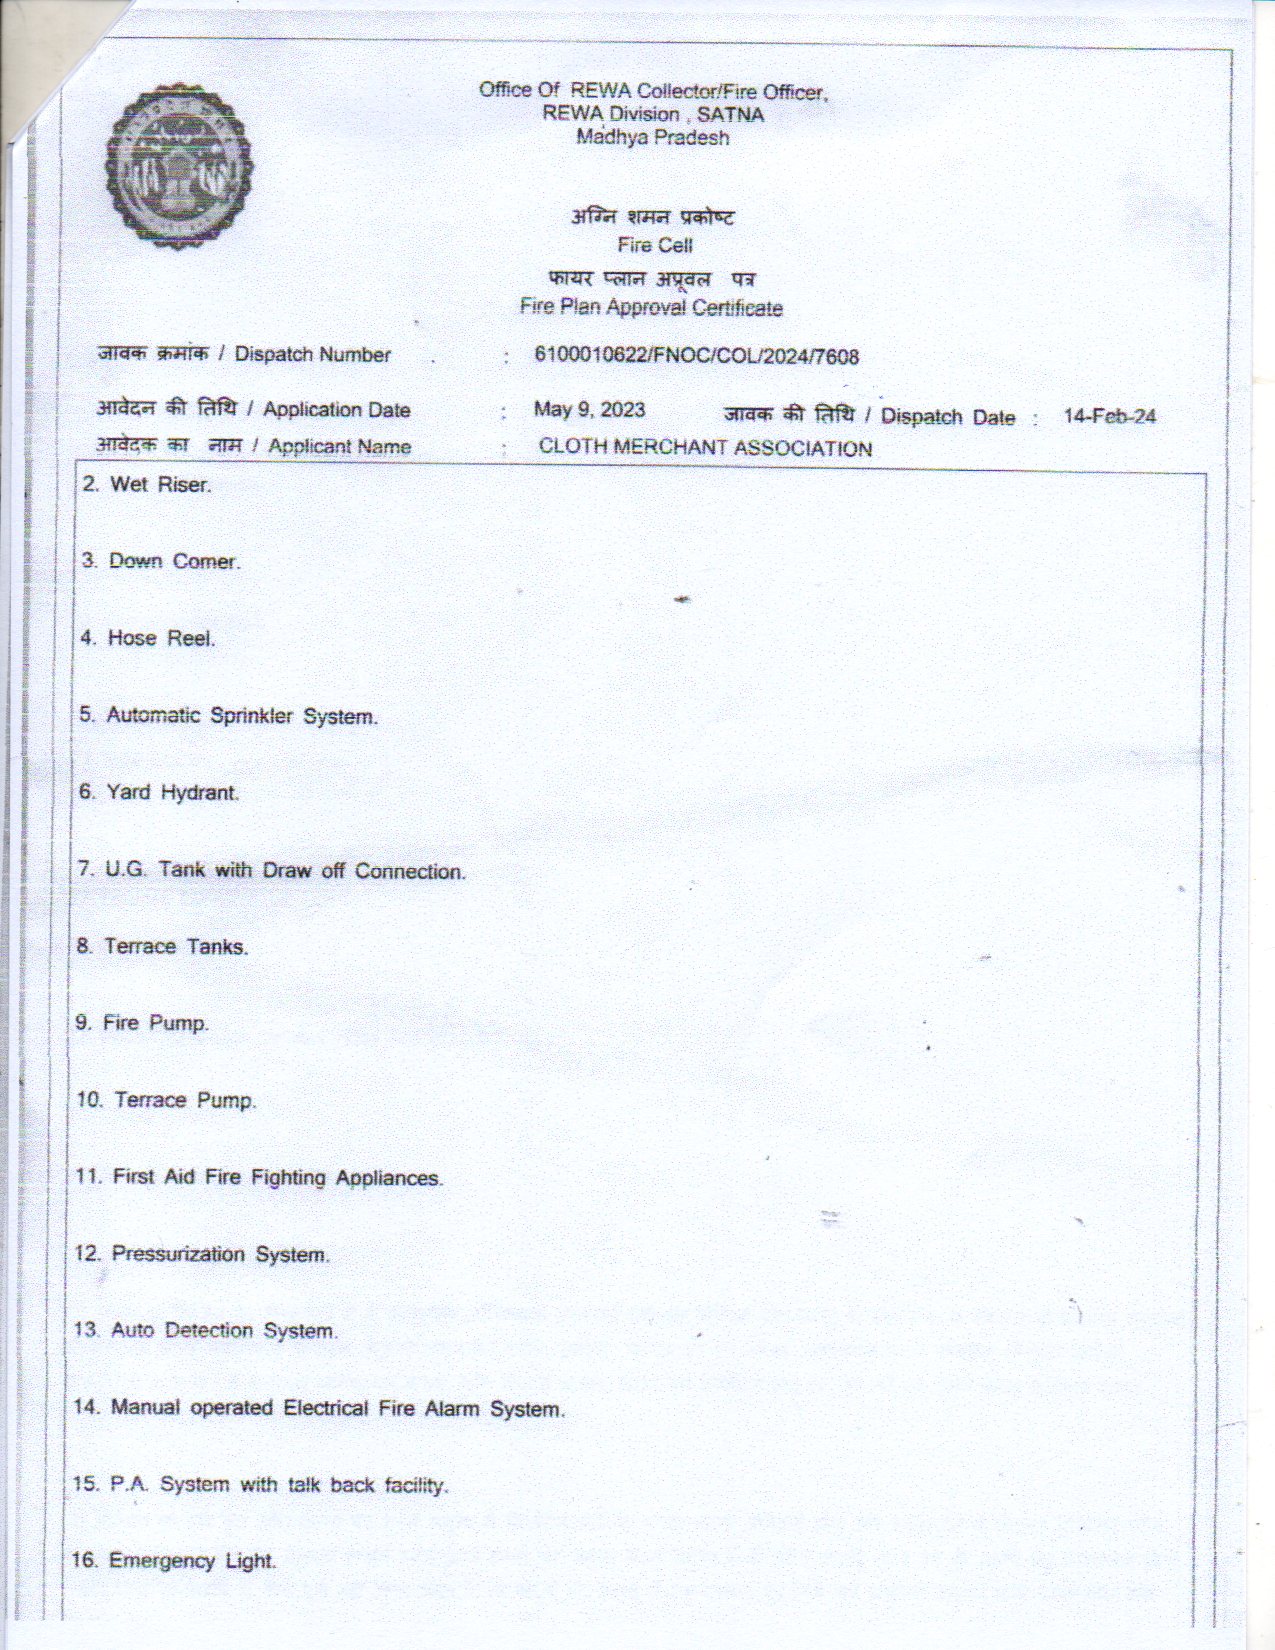 Office Of REWA Collector/Fire Officer,
REWA Division , SATNA
Madhya Pradesh
अग्नि शमन प्रकोष्ट
Fire Cell
फायर प्लान अप्रूवल पत्र
Fire Plan Approval Certificate
जावक क्रमांक / Dispatch Number : 6100010622/FNOC/COL/2024/7608
आवेदन की तिथि / Application Date : May 9, 2023 जावक की तिथि / Dispatch Date : 14-Feb-24
आवेदक का नाम / Applicant Name : CLOTH MERCHANT ASSOCIATION
2. Wet Riser.
3. Down Comer.
4. Hose Reel.
5. Automatic Sprinkler System.
6. Yard Hydrant.
7. U.G. Tank with Draw off Connection.
8. Terrace Tanks.
9. Fire Pump.
10. Terrace Pump.
11. First Aid Fire Fighting Appliances.
12. Pressurization System.
13. Auto Detection System.
14. Manual operated Electrical Fire Alarm System.
15. P.A. System with talk back facility.
16. Emergency Light.